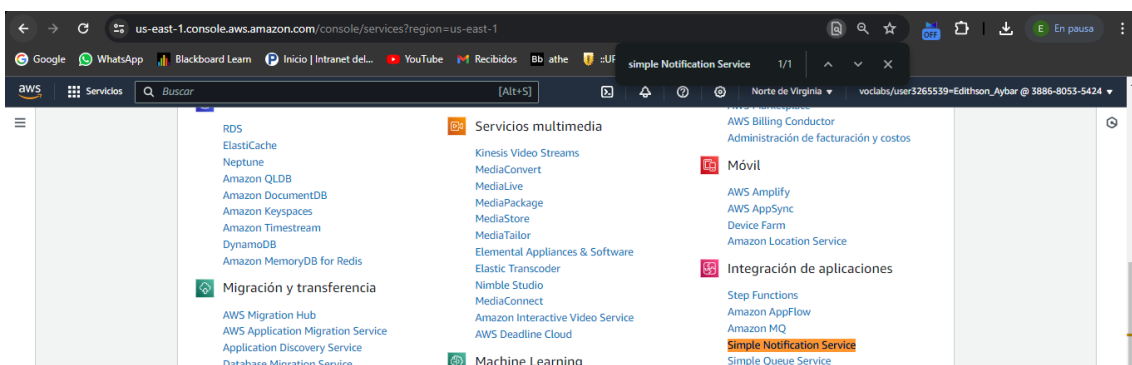 us-east-1.console.aws.amazon.com/console/services?region=us-east-1
OFF
E En pausa
Google WhatsApp Blackboard Learn Inicio | Intranet del... YouTube Recibidos Bb athe
simple Notification Service 1/1
aws Servicios Buscar [Alt+S] Norte de Virginia voclabs/user3265539=Edithson_Aybar @ 3886-8053-5424
RDS
ElastiCache
Neptune
Amazon QLDB
Amazon DocumentDB
Amazon Keyspaces
Amazon Timestream
DynamoDB
Amazon MemoryDB for Redis
Migración y transferencia
AWS Migration Hub
AWS Application Migration Service
Application Discovery Service
Database Migration Service
Servicios multimedia
Kinesis Video Streams
MediaConvert
MediaLive
MediaPackage
MediaStore
MediaTailor
Elemental Appliances & Software
Elastic Transcoder
Nimble Studio
MediaConnect
Amazon Interactive Video Service
AWS Deadline Cloud
Machine Learning
AWS Marketplace
AWS Billing Conductor
Administración de facturación y costos
Móvil
AWS Amplify
AWS AppSync
Device Farm
Amazon Location Service
Integración de aplicaciones
Step Functions
Amazon AppFlow
Amazon MQ
Simple Notification Service
Simple Queue Service